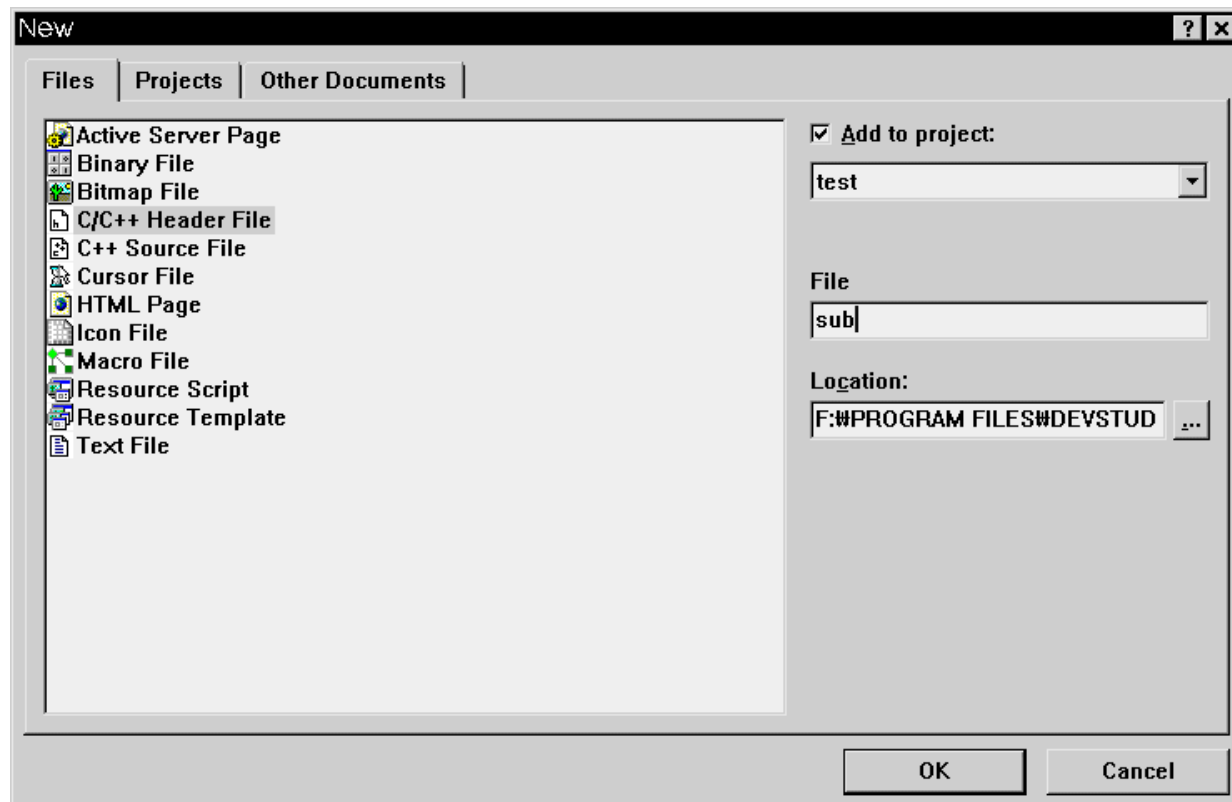 New
Files
Projects
Other Documents
Active Server Page
Binary File
Bitmap File
C/C++ Header File
C++ Source File
Cursor File
HTML Page
Icon File
Macro File
Resource Script
Resource Template
Text File
Add to project:
test
File
sub
Location:
F:₩PROGRAM FILES₩DEVSTUD
...
OK
Cancel